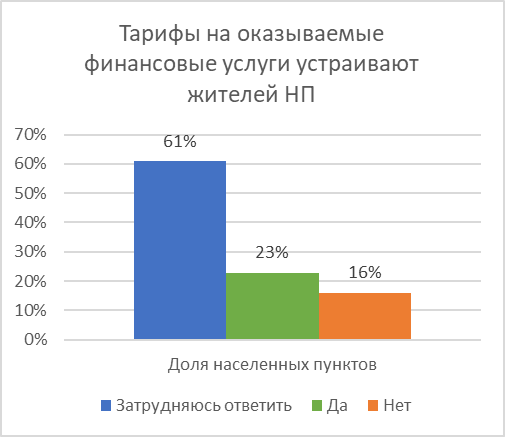 Тарифы на оказываемые
финансовые услуги устраивают
жителей НП
70%
60%
50%
40%
30%
20%
10%
0%
61%
23%
16%
Доля населенных пунктов
Затрудняюсь ответить Да Нет